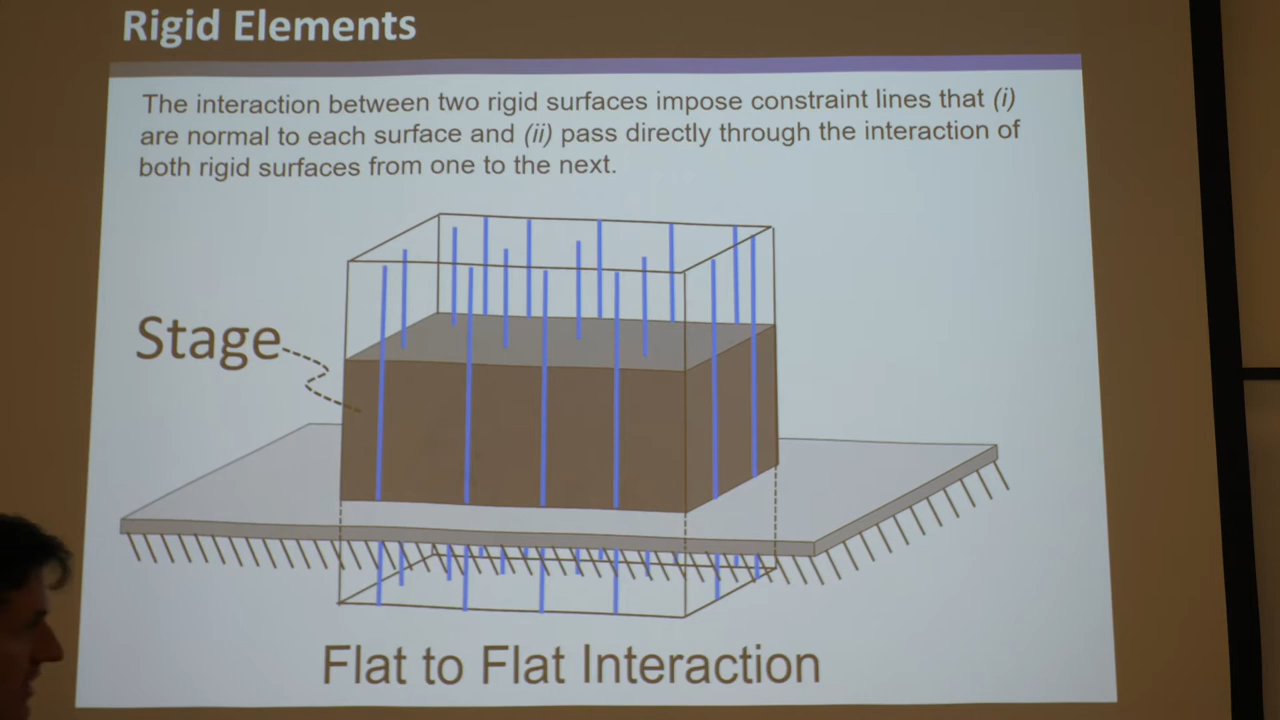 Rigid Elements
The interaction between two rigid surfaces impose constraint lines that (i)
are normal to each surface and (ii) pass directly through the interaction of
both rigid surfaces from one to the next.
Stage
Flat to Flat Interaction